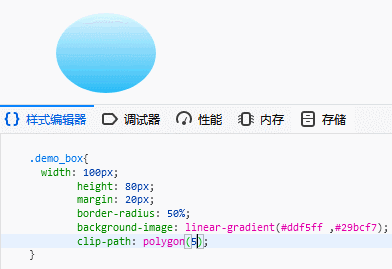 样式编辑器 调试器 性能 内存 存储
.demo_box{
width: 100px;
height: 80px;
margin: 20px;
border-radius: 50%;
background-image: linear-gradient(#ddf5ff ,#29bcf7);
clip-path: polygon(5);
}